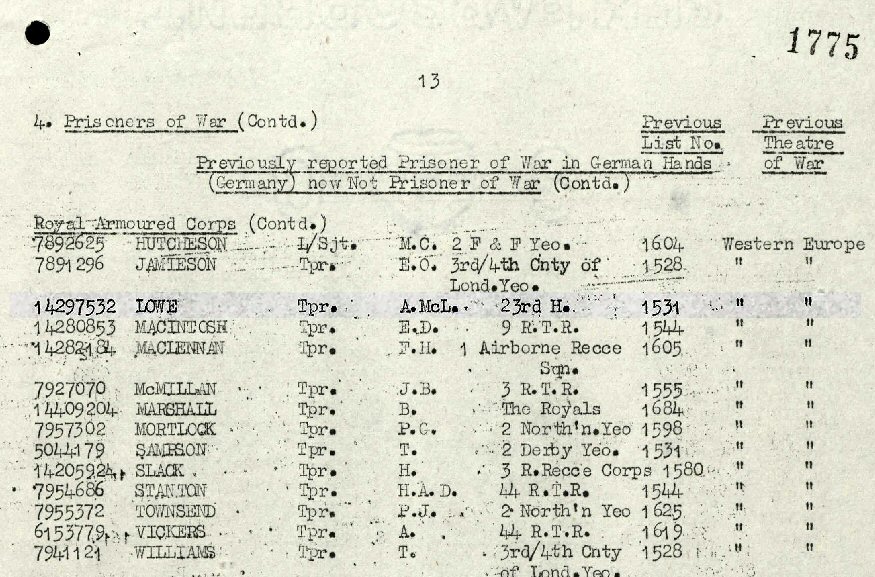 1775
13
4. Prisoners of War (Contd.) Previous Previous
List No. Theatre
Previously reported Prisoner of War in German Hands of War
(Germany) now Not Prisoner of War (Contd.)
Royal Armoured Corps (Contd.)
7892625 HUTCHESON L/Sjt. M.C. 2 F & F Yeo. 1604 Western Europe
7891296 JAMIESON Tpr. E.O. 3rd/4th Cnty of 1528 " "
Lond.Yeo.
14297532 LOWE Tpr. A.McL. 23rd H. 1531 " "
14280853 MACINTOSH Tpr. E.D. 9 R.T.R. 1544 " "
14282184 MACLENNAN Tpr. F.H. 1 Airborne Recce 1605 " "
Sqn.
7927070 McMILLAN Tpr. J.B. 3 R.T.R. 1555 " "
14409204 MARSHALL Tpr. B. The Royals 1684 " "
7957302 MORTLOCK Tpr. P.C. 2 North'n.Yeo 1598 " "
5044179 SAMPSON Tpr. T. 2 Derby Yeo. 1531 " "
14205924 SLACK Tpr. H. 3 R.Recce Corps 1580 " "
7954686 STANTON Tpr. H.A.D. 44 R.T.R. 1544 " "
7955372 TOWNSEND Tpr. P.J. 2 North'n Yeo 1625 " "
6153779 VICKERS Tpr. A. 44 R.T.R. 1619 " "
7941121 WILLIAMS Tpr. T. 3rd/4th Cnty 1528 " "
of Lond.Yeo.